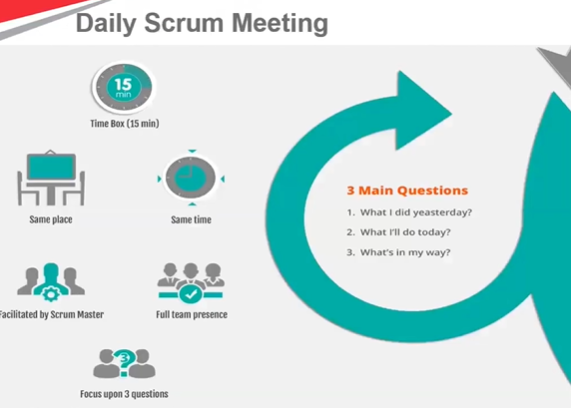 Daily Scrum Meeting
15
min
Time Box (15 min)
Same place
Same time
Facilitated by Scrum Master
Full team presence
3
?
Focus upon 3 questions
3 Main Questions
1. What I did yeasterday?
2. What I'll do today?
3. What's in my way?